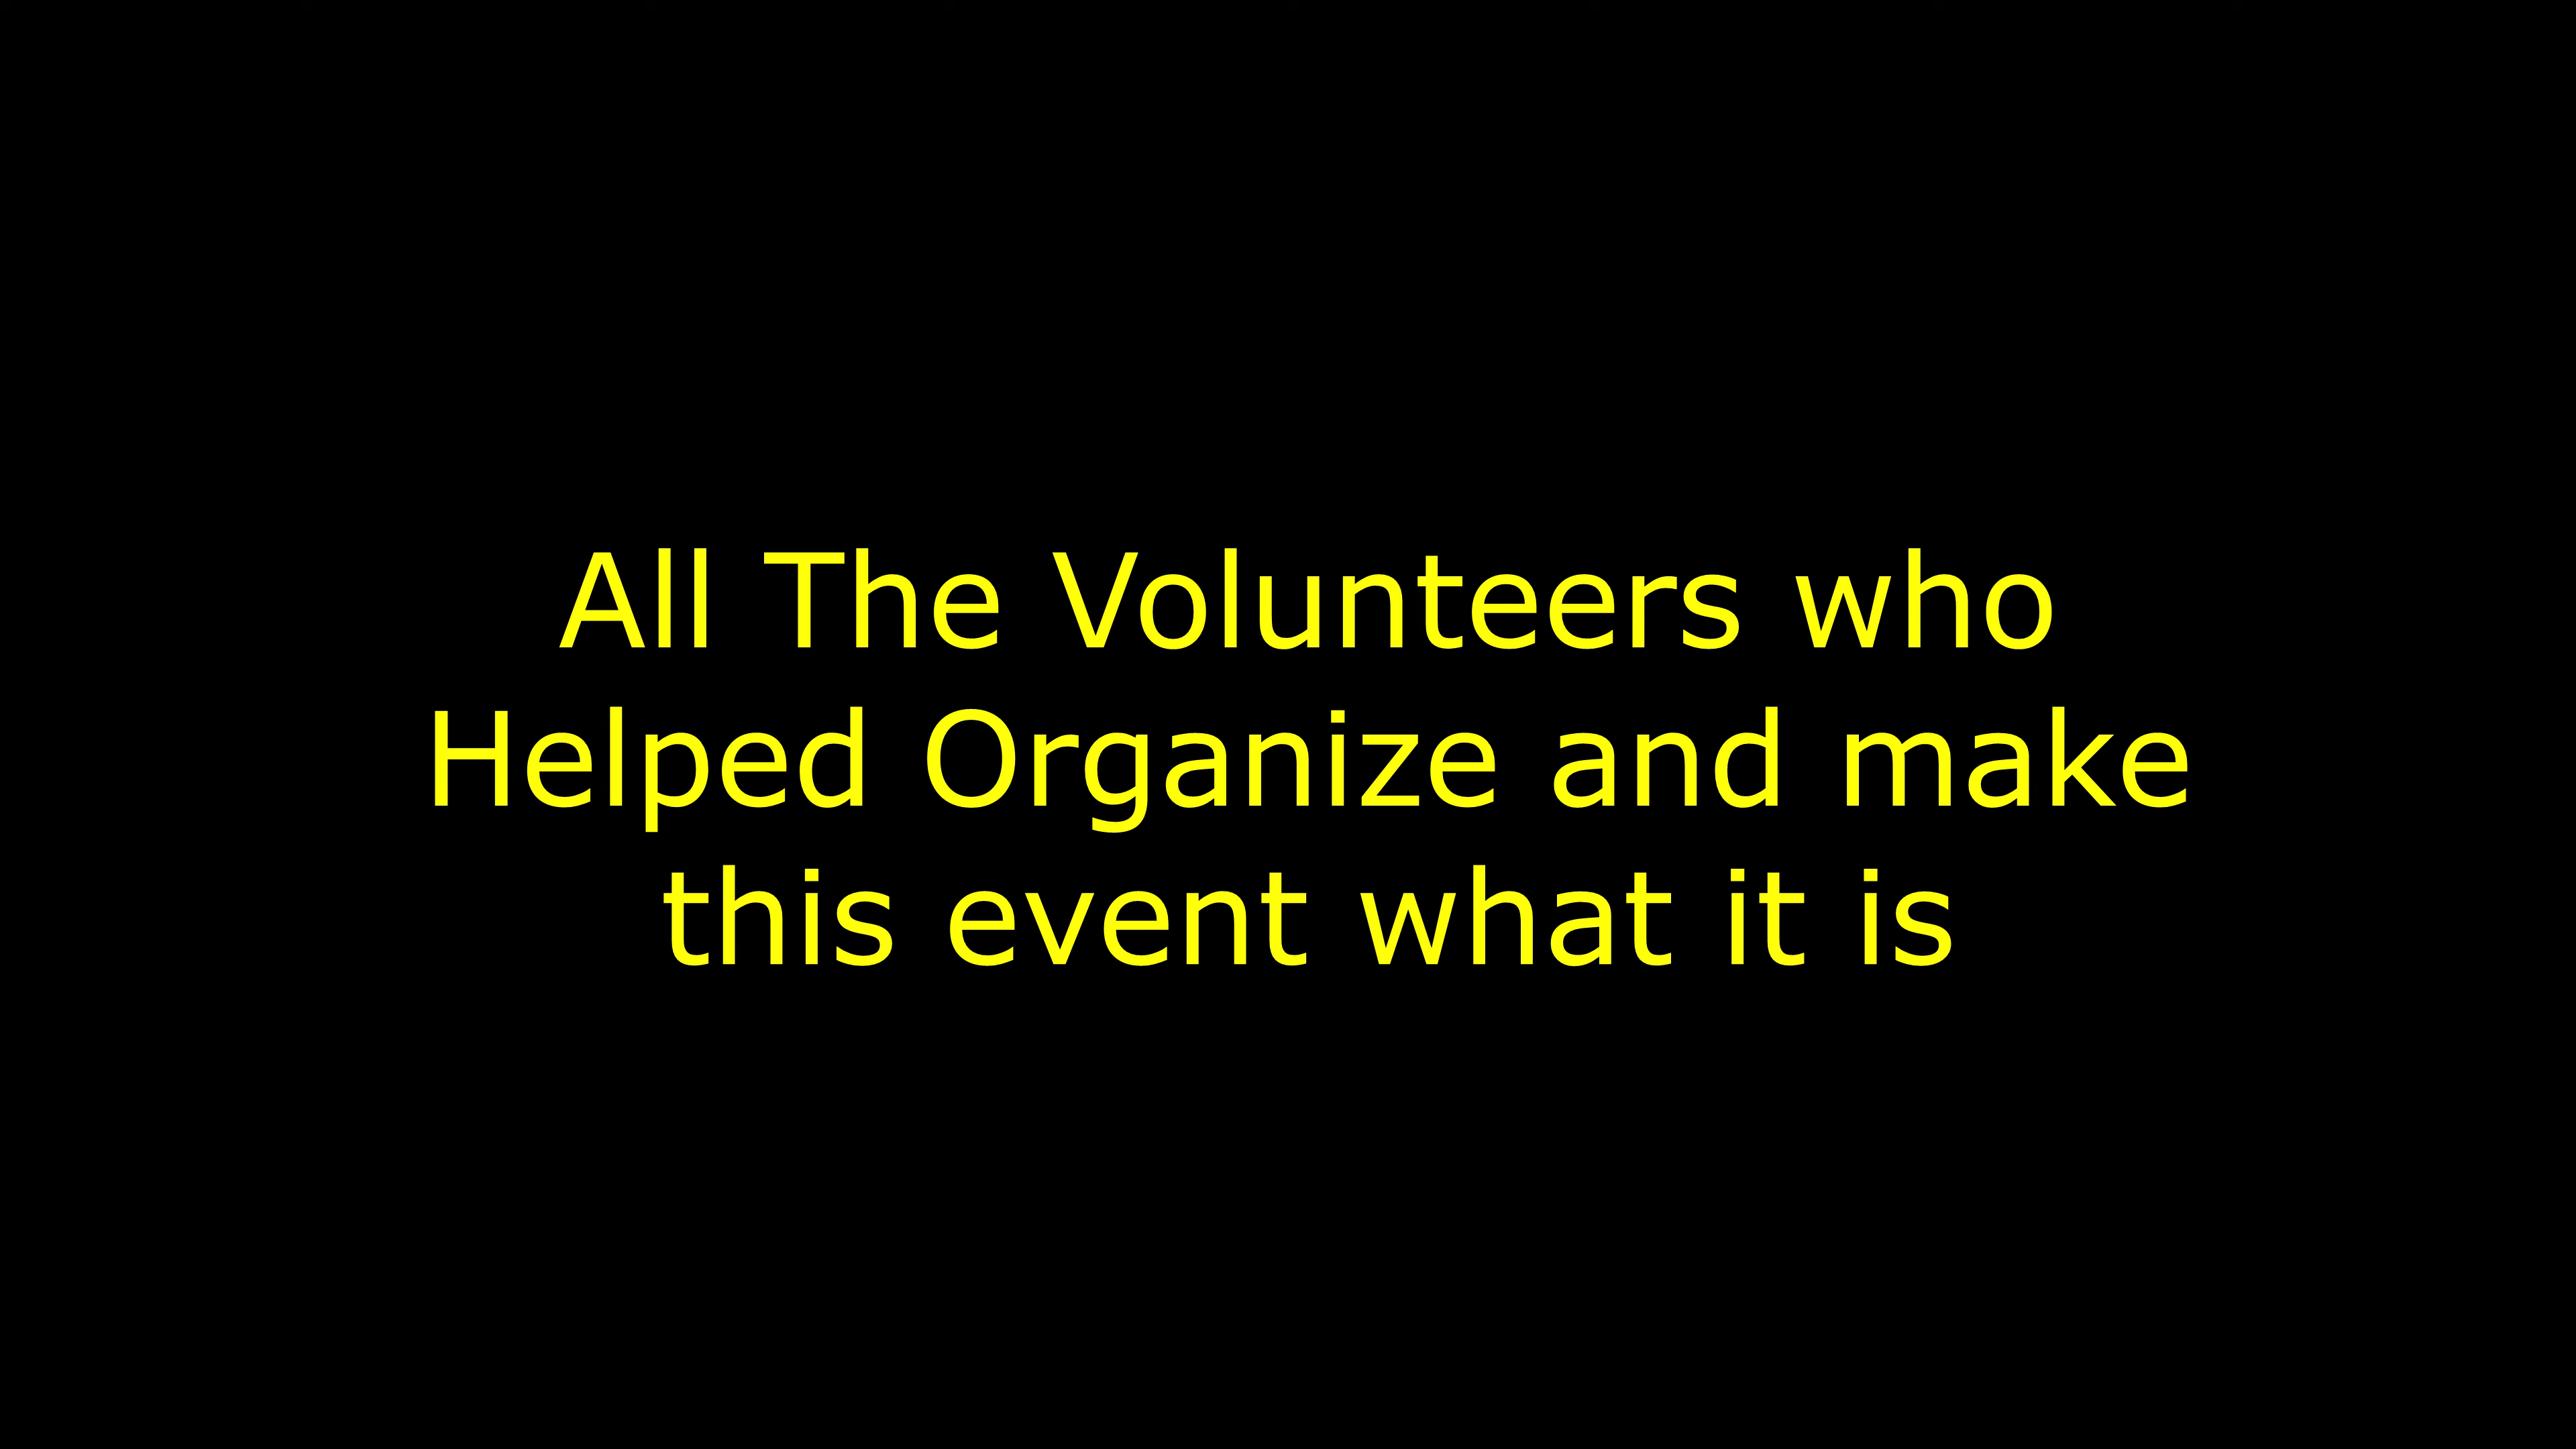 All The Volunteers who
Helped Organize and make
this event what it is